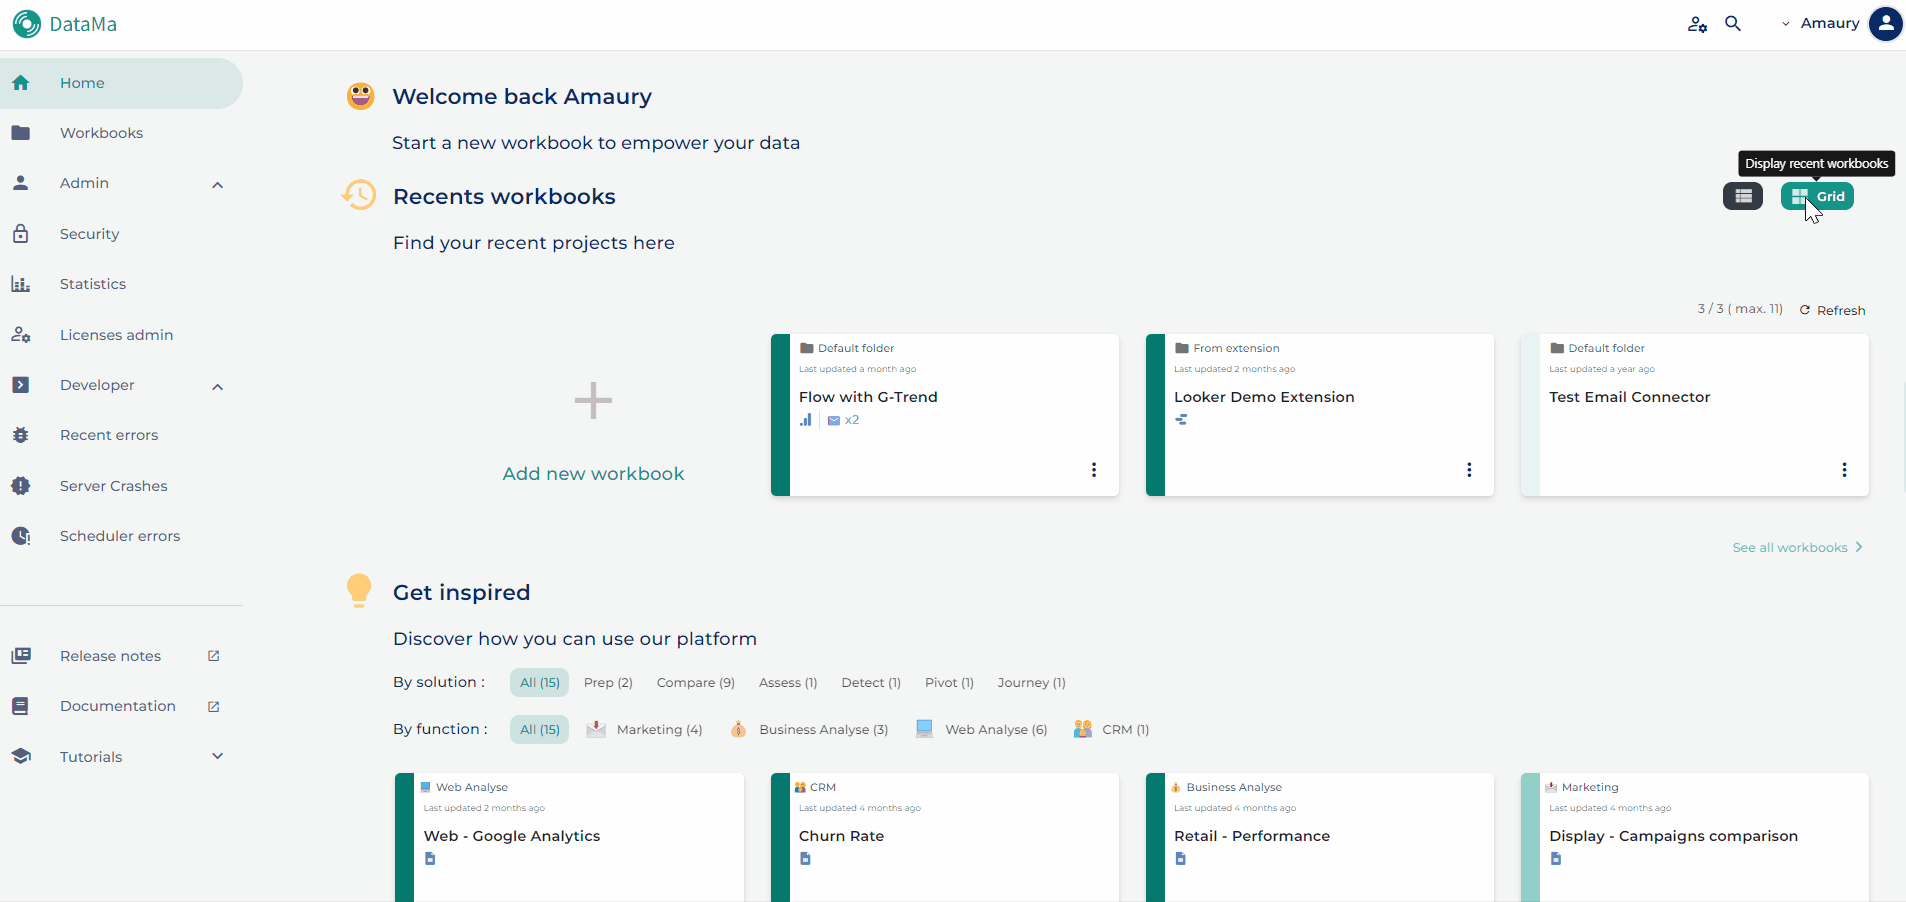 DataMa
Amaury
Home
Workbooks
Admin
Security
Statistics
Licenses admin
Developer
Recent errors
Server Crashes
Scheduler errors
Release notes
Documentation
Tutorials
Welcome back Amaury
Start a new workbook to empower your data
Display recent workbooks
Recents workbooks
Grid
Find your recent projects here
3 / 3 ( max. 11) Refresh
Add new workbook
Default folder
Last updated a month ago
Flow with G-Trend
x2
From extension
Last updated 2 months ago
Looker Demo Extension
Default folder
Last updated a year ago
Test Email Connector
See all workbooks
Get inspired
Discover how you can use our platform
By solution : All (15) Prep (2) Compare (9) Assess (1) Detect (1) Pivot (1) Journey (1)
By function : All (15) Marketing (4) Business Analyse (3) Web Analyse (6) CRM (1)
Web Analyse
Last updated 2 months ago
Web - Google Analytics
CRM
Last updated 4 months ago
Churn Rate
Business Analyse
Last updated 4 months ago
Retail - Performance
Marketing
Last updated 4 months ago
Display - Campaigns comparison